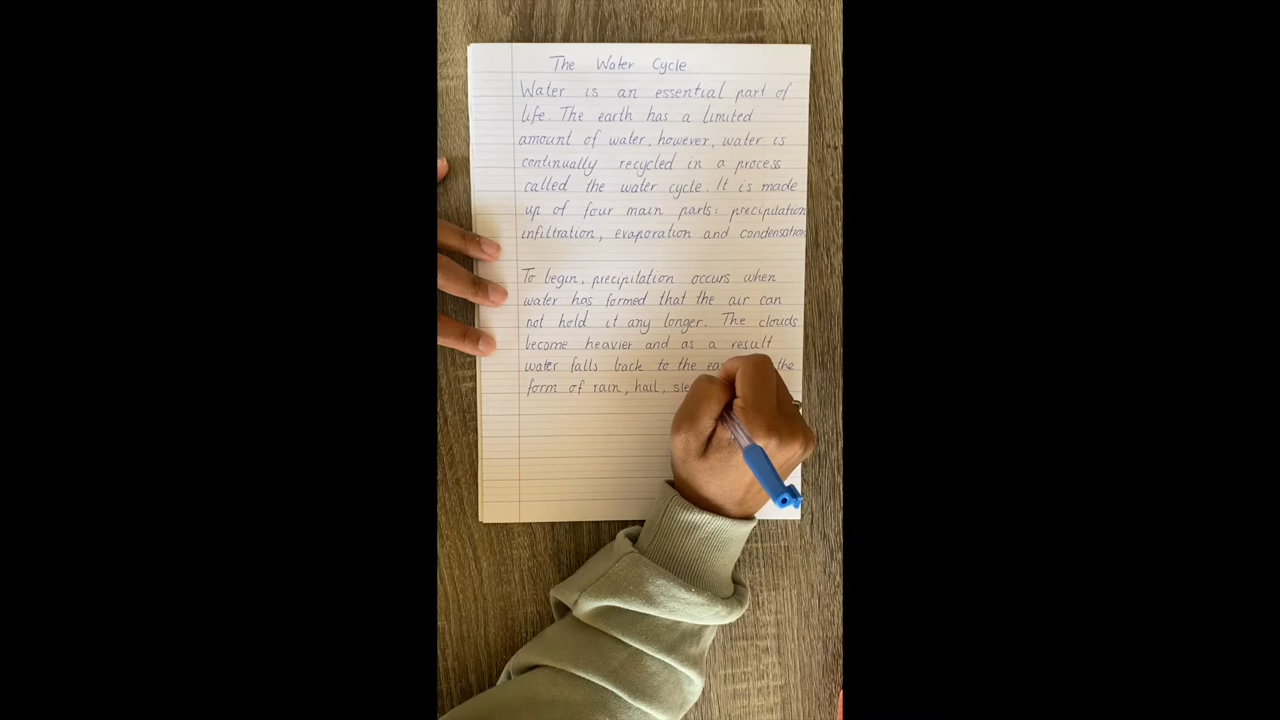 The Water Cycle
Water is an essential part of
life. The earth has a limited
amount of water, however, water is
continually recycled in a process
called the water cycle. It is made
up of four main parts: precipitation
infiltration, evaporation and condensation
To begin, precipitation occurs when
water has formed that the air can
not hold it any longer. The clouds
become heavier and as a result
water falls back to the the
form of rain, hail,